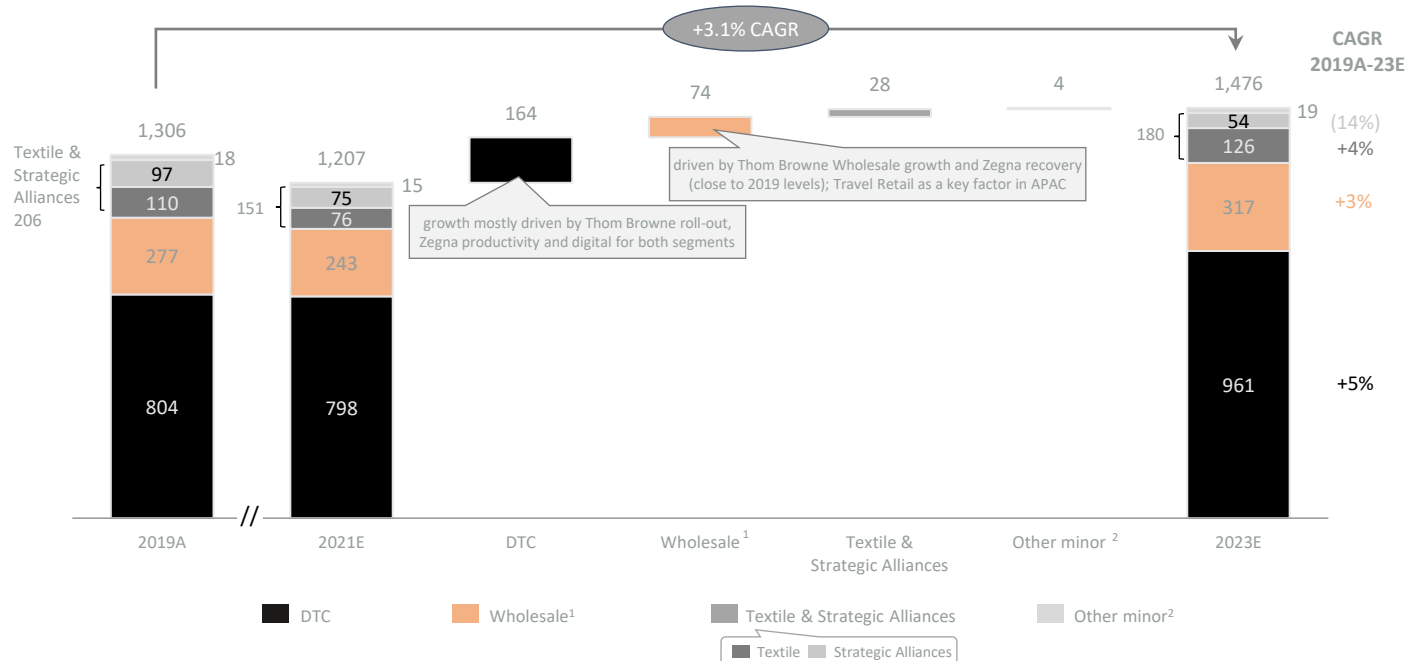 +3.1% CAGR
CAGR
2019A-23E
1,306
18
97
110
277
804
Textile &
Strategic
Alliances
206
1,207
15
75
76
151
243
798
164
growth mostly driven by Thom Browne roll-out,
Zegna productivity and digital for both segments
74
driven by Thom Browne Wholesale growth and Zegna recovery
(close to 2019 levels); Travel Retail as a key factor in APAC
28
4
1,476
19
54
126
180
317
961
(14%)
+4%
+3%
+5%
//
2019A
2021E
DTC
Wholesale 1
Textile &
Strategic Alliances
Other minor 2
2023E
DTC
Wholesale1
Textile & Strategic Alliances
Other minor2
Textile
Strategic Alliances